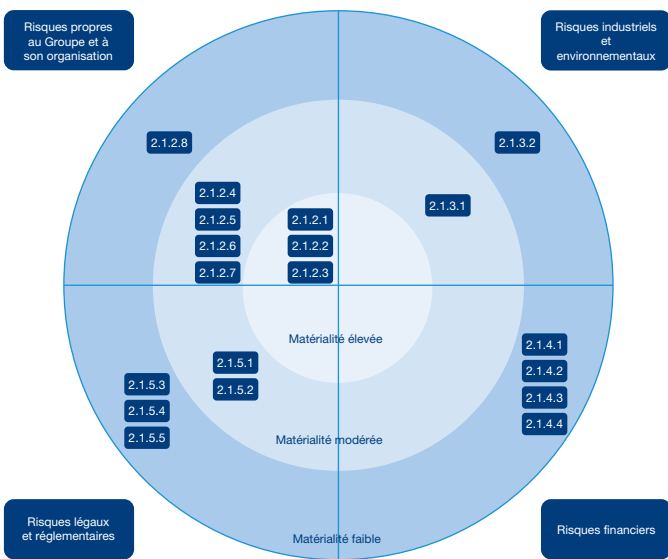 Risques propres
au Groupe et à
son organisation
Risques industriels
et
environnementaux
2.1.2.8
2.1.3.2
2.1.2.4
2.1.2.5
2.1.2.6
2.1.2.7
2.1.2.1
2.1.2.2
2.1.2.3
2.1.3.1
Matérialité élevée
2.1.5.1
2.1.5.2
2.1.5.3
2.1.5.4
2.1.5.5
2.1.4.1
2.1.4.2
2.1.4.3
2.1.4.4
Matérialité modérée
Risques légaux
et réglementaires
Matérialité faible
Risques financiers